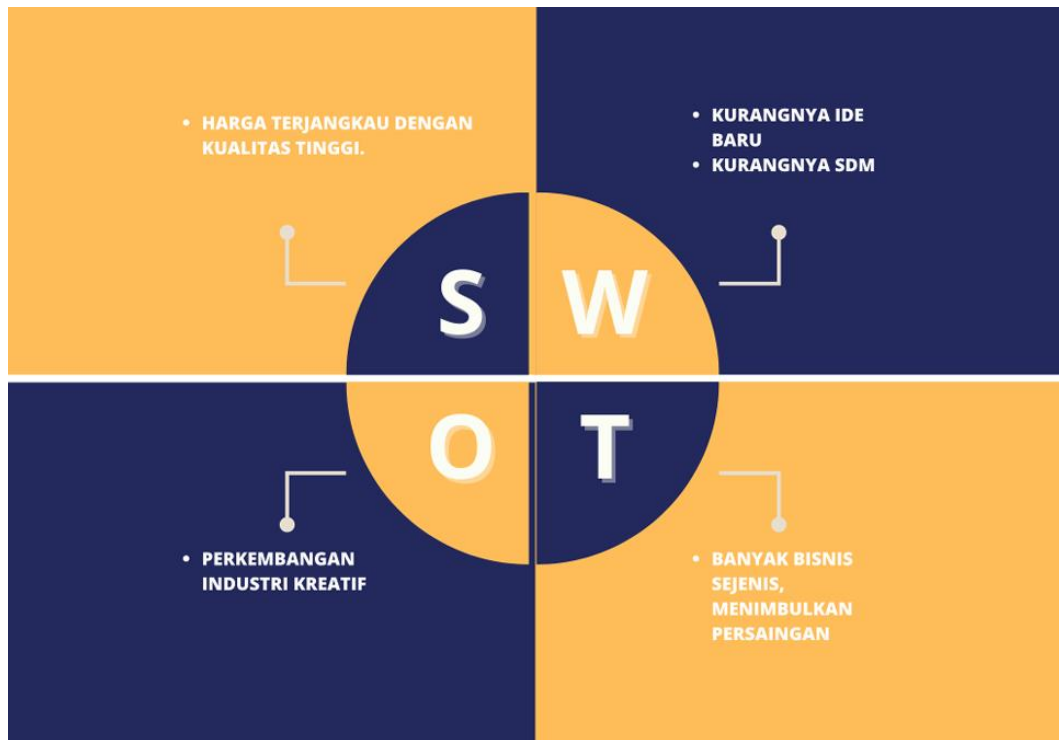 • HARGA TERJANGKAU DENGAN
KUALITAS TINGGI.
• KURANGNYA IDE
BARU
• KURANGNYA SDM
S
W
O
T
• PERKEMBANGAN
INDUSTRI KREATIF
• BANYAK BISNIS
SEJENIS,
MENIMBULKAN
PERSAINGAN